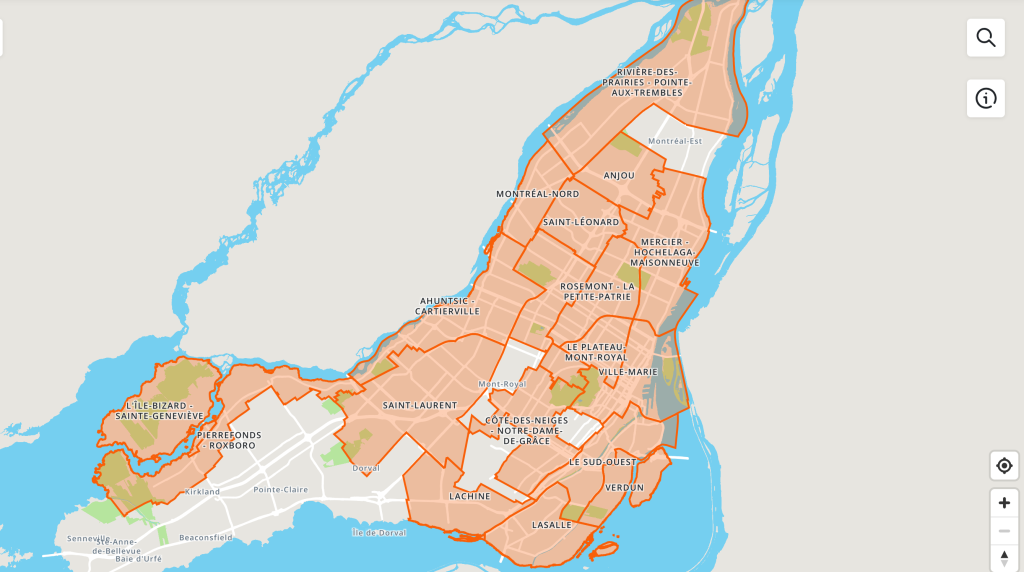 RIVIÈRE-DES-
PRAIRIES - POINTE-
AUX-TREMBLES
Montréal-Est
ANJOU
MONTRÉAL-NORD
SAINT-LÉONARD
MERCIER -
HOCHELAGA-
MAISONNEUVE
ROSEMONT - LA
PETITE-PATRIE
AHUNTSIC -
CARTIERVILLE
LE PLATEAU-
MONT-ROYAL
VILLE-MARIE
Mont-Royal
L'ÎLE-BIZARD -
SAINTE-GENEVIÈVE
SAINT-LAURENT
CÔTE-DES-NEIGES
- NOTRE-DAME-
DE-GRÂCE
PIERREFONDS
- ROXBORO
LE SUD-OUEST
Dorval
Kirkland
Pointe-Claire
LACHINE
VERDUN
LASALLE
Île de Dorval
Senneville
Ste-Anne-
de-Bellevue
Beaconsfield
Baie d'Urfé